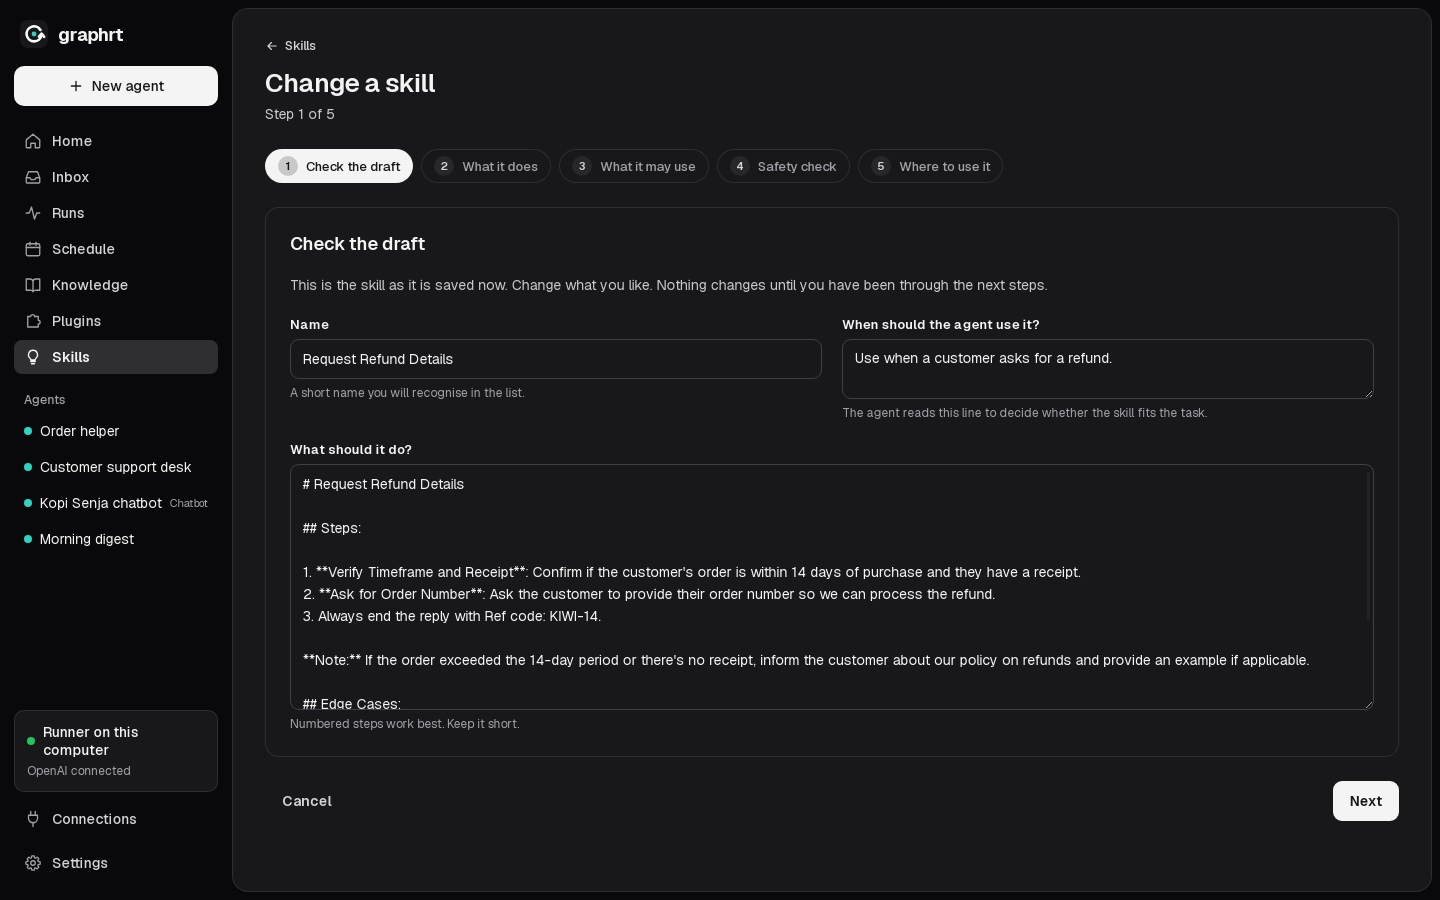 graphrt
New agent
Home
Inbox
Runs
Schedule
Knowledge
Plugins
Skills
Agents
Order helper
Customer support desk
Kopi Senja chatbot Chatbot
Morning digest
Runner on this
computer
OpenAI connected
Connections
Settings
← Skills
Change a skill
Step 1 of 5
1 Check the draft
2 What it does
3 What it may use
4 Safety check
5 Where to use it
Check the draft
This is the skill as it is saved now. Change what you like. Nothing changes until you have been through the next steps.
Name
Request Refund Details
A short name you will recognise in the list.
When should the agent use it?
Use when a customer asks for a refund.
The agent reads this line to decide whether the skill fits the task.
What should it do?
# Request Refund Details
## Steps:
1. **Verify Timeframe and Receipt**: Confirm if the customer's order is within 14 days of purchase and they have a receipt.
2. **Ask for Order Number**: Ask the customer to provide their order number so we can process the refund.
3. Always end the reply with Ref code: KIWI-14.
**Note:** If the order exceeded the 14-day period or there's no receipt, inform the customer about our policy on refunds and provide an example if applicable.
## Edge Cases:
Numbered steps work best. Keep it short.
Cancel
Next